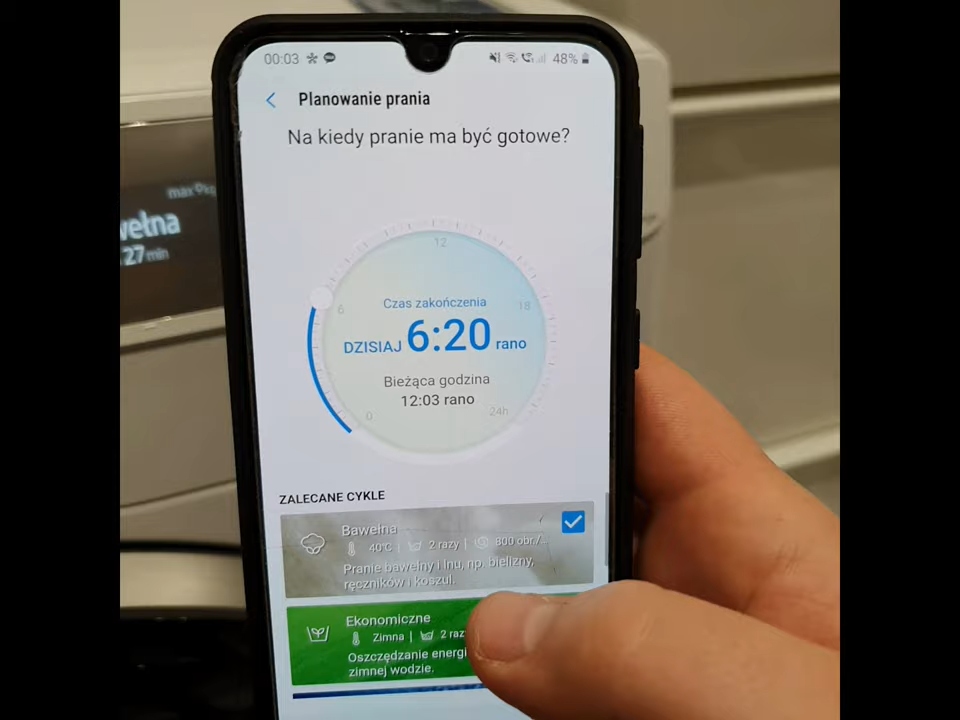 00:03 48%
Planowanie prania
Na kiedy pranie ma być gotowe?
max 9kg
wełna
27 min
12
6
18
Czas zakończenia
DZISIAJ 6:20 rano
Bieżąca godzina
12:03 rano
0
24h
ZALECANE CYKLE
Bawełna
40°C | 2 razy | 800 obr./...
Pranie bawełny i lnu, np. bielizny,
ręczników i koszul.
Ekonomiczne
Zimna | 2 raz
Oszczędzanie energi
zimnej wodzie.